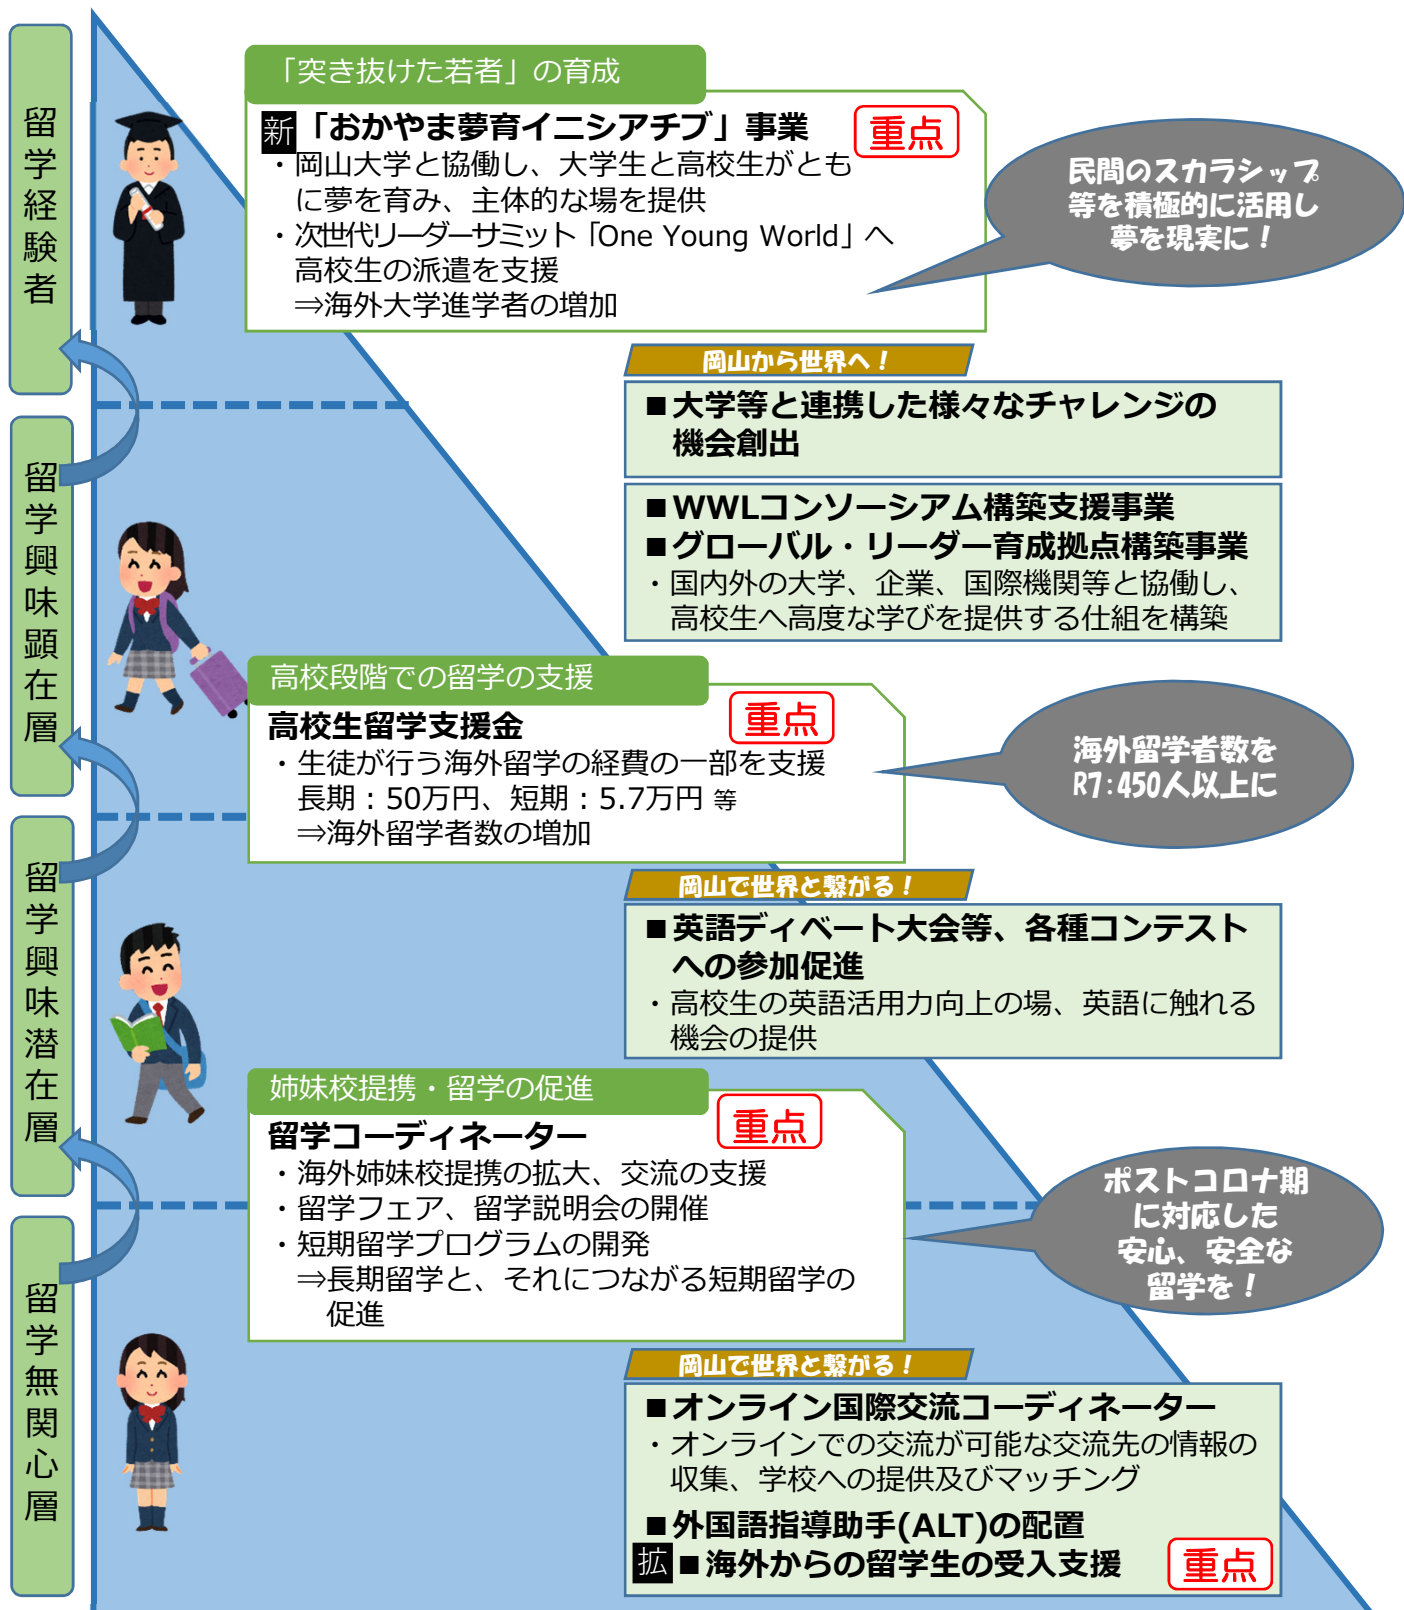 留学経験者
「突き抜けた若者」の育成
新「おかやま夢育イニシアチブ」事業
重点
・岡山大学と協働し、大学生と高校生がとも
に夢を育み、主体的な場を提供
・次世代リーダーサミット「One Young World」へ
高校生の派遣を支援
⇒海外大学進学者の増加
民間のスカラシップ
等を積極的に活用し
夢を現実に！
岡山から世界へ！
■大学等と連携した様々なチャレンジの
機会創出
■WWLコンソーシアム構築支援事業
■グローバル・リーダー育成拠点構築事業
・国内外の大学、企業、国際機関等と協働し、
高校生へ高度な学びを提供する仕組を構築
留学興味顕在層
高校段階での留学の支援
高校生留学支援金
重点
・生徒が行う海外留学の経費の一部を支援
長期：50万円、短期：5.7万円 等
⇒海外留学者数の増加
海外留学者数を
R7:450人以上に
岡山で世界と繋がる！
■英語ディベート大会等、各種コンテスト
への参加促進
・高校生の英語活用力向上の場、英語に触れる
機会の提供
留学興味潜在層
姉妹校提携・留学の促進
留学コーディネーター
重点
・海外姉妹校提携の拡大、交流の支援
・留学フェア、留学説明会の開催
・短期留学プログラムの開発
⇒長期留学と、それにつながる短期留学の
促進
ポストコロナ期
に対応した
安心、安全な
留学を！
留学無関心層
岡山で世界と繋がる！
■オンライン国際交流コーディネーター
・オンラインでの交流が可能な交流先の情報の
収集、学校への提供及びマッチング
■外国語指導助手(ALT)の配置
拡■海外からの留学生の受入支援
重点